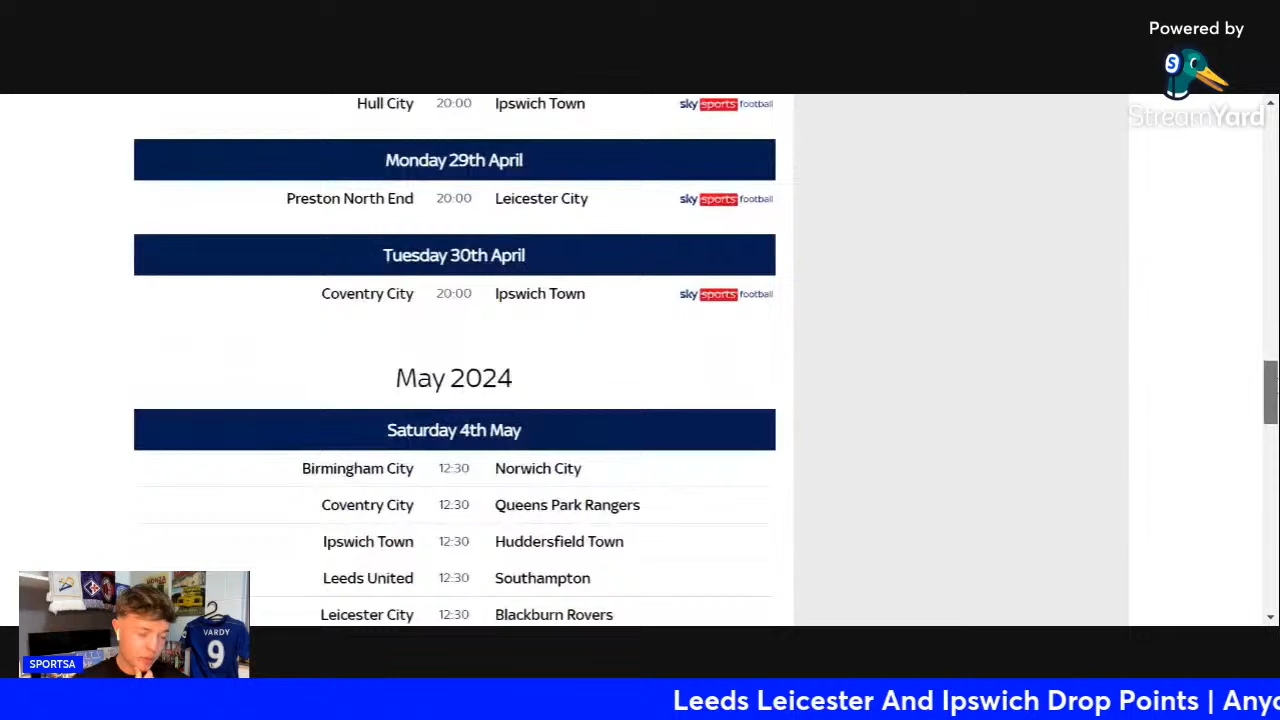 Powered by
S
StreamYard
Hull City 20:00 Ipswich Town sky sports football
Monday 29th April
Preston North End 20:00 Leicester City sky sports football
Tuesday 30th April
Coventry City 20:00 Ipswich Town sky sports football
May 2024
Saturday 4th May
Birmingham City 12:30 Norwich City
Coventry City 12:30 Queens Park Rangers
Ipswich Town 12:30 Huddersfield Town
Leeds United 12:30 Southampton
Leicester City 12:30 Blackburn Rovers
VARDY
9
SPORTSA
Leeds Leicester And Ipswich Drop Points | Anyo